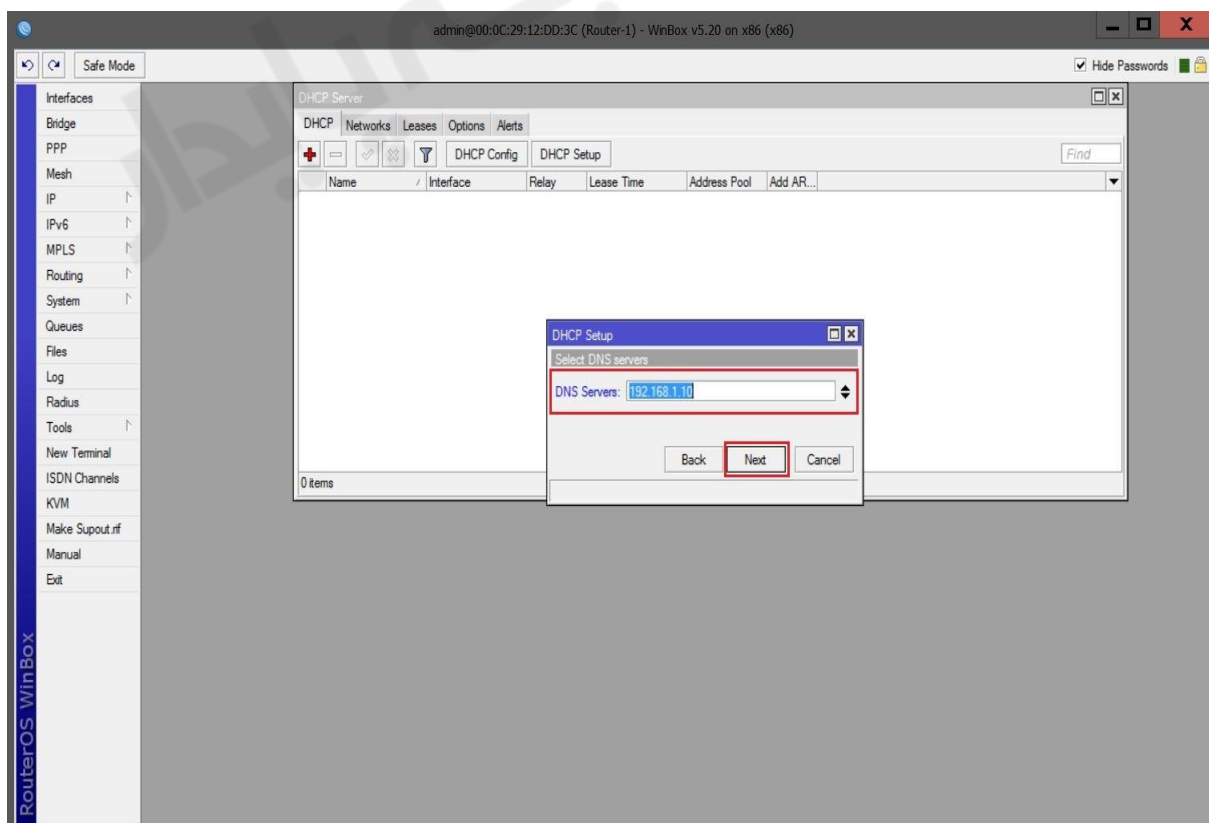 admin@00:0C:29:12:DD:3C (Router-1) - WinBox v5.20 on x86 (x86)
Safe Mode
Hide Passwords
Interfaces
Bridge
PPP
Mesh
IP
IPv6
MPLS
Routing
System
Queues
Files
Log
Radius
Tools
New Terminal
ISDN Channels
KVM
Make Supout.rif
Manual
Exit
RouterOS WinBox
DHCP Server
DHCP Networks Leases Options Alerts
DHCP Config DHCP Setup Find
Name / Interface Relay Lease Time Address Pool Add AR...
0 items
DHCP Setup
Select DNS servers
DNS Servers: 192.168.1.10
Back Next Cancel